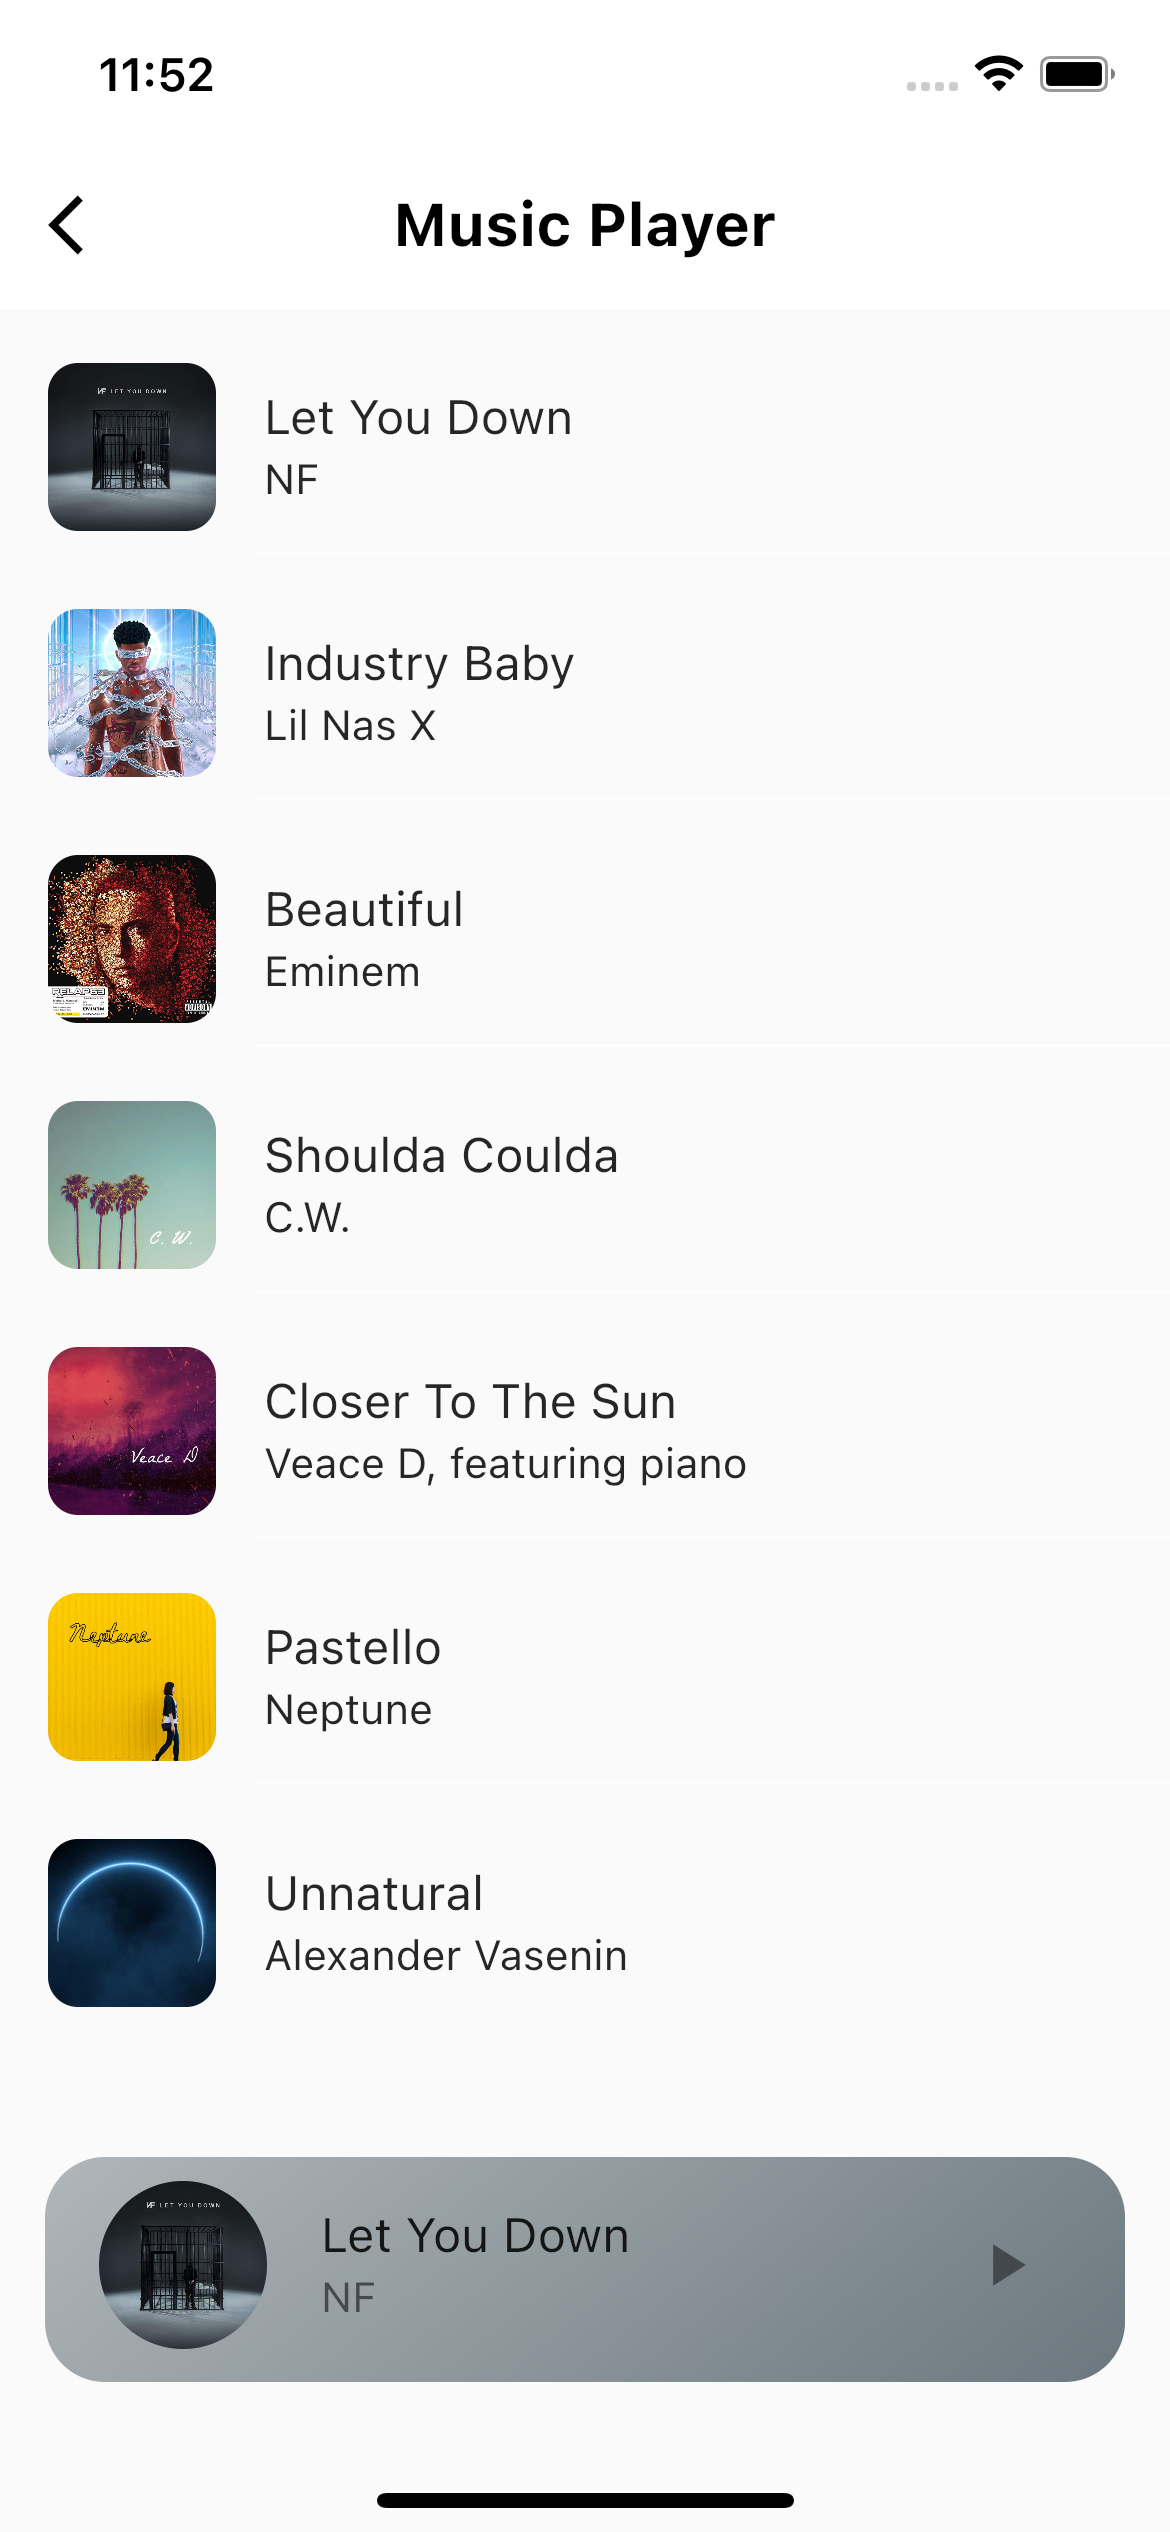 11:52
Music Player
NF LET YOU DOWN
Let You Down
NF
Industry Baby
Lil Nas X
RELAPSE
EMINEM
Beautiful
Eminem
C. W.
Shoulda Coulda
C.W.
Veace D
Closer To The Sun
Veace D, featuring piano
Neptune
Pastello
Neptune
Unnatural
Alexander Vasenin
NF LET YOU DOWN
Let You Down
NF